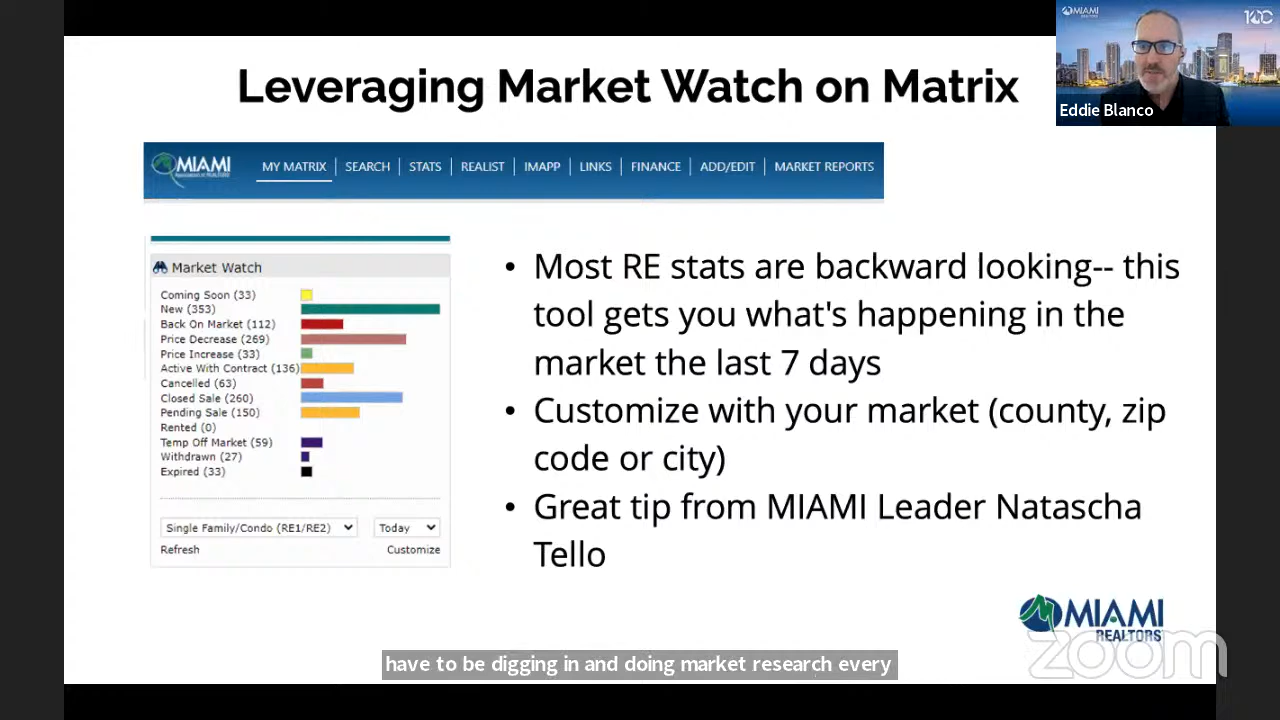 MIAMI
100
Eddie Blanco
Leveraging Market Watch on Matrix
MIAMI
MY MATRIX SEARCH STATS REALIST IMAPP LINKS FINANCE ADD/EDIT MARKET REPORTS
Market Watch
Coming Soon (33)
New (353)
Back On Market (112)
Price Decrease (269)
Price Increase (33)
Active With Contract (136)
Cancelled (63)
Closed Sale (260)
Pending Sale (150)
Rented (0)
Temp Off Market (59)
Withdrawn (27)
Expired (33)
Single Family/Condo (RE1/RE2) Today
Refresh Customize
• Most RE stats are backward looking-- this
tool gets you what's happening in the
market the last 7 days
• Customize with your market (county, zip
code or city)
• Great tip from MIAMI Leader Natascha
Tello
MIAMI
REALTORS
zoom
have to be digging in and doing market research every